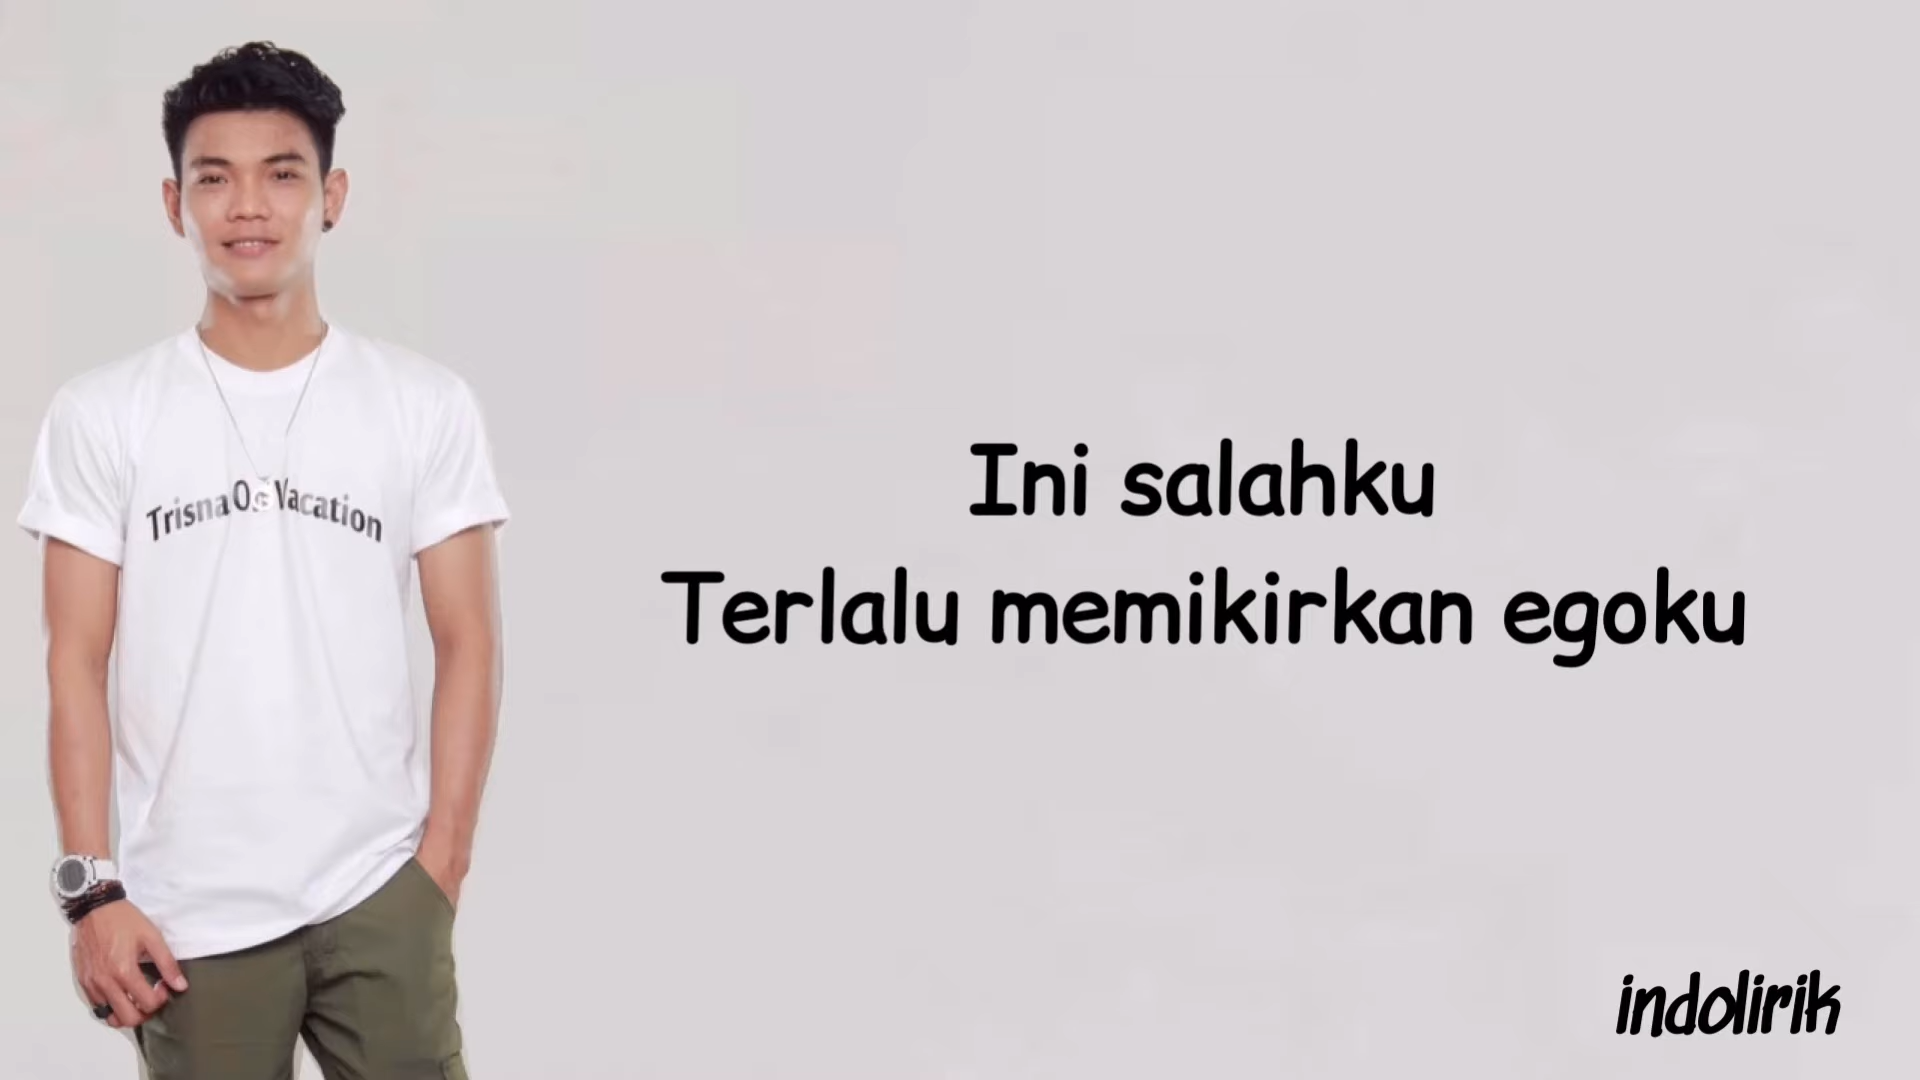 Trisna Vacation
Ini salahku
Terlalu memikirkan egoku
indolirik